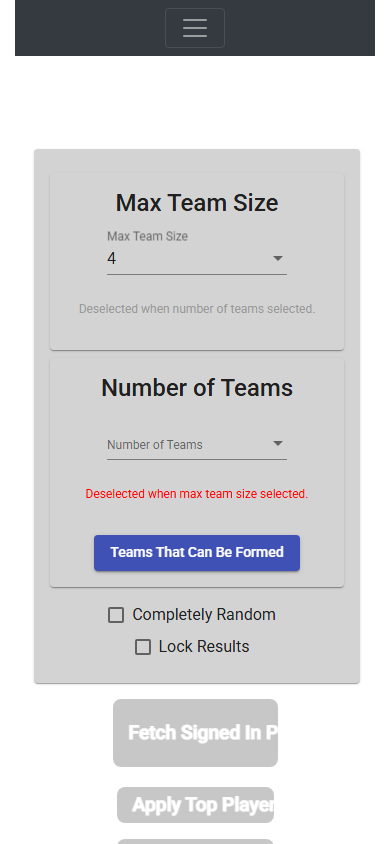 Max Team Size
Max Team Size
4
Deselected when number of teams selected.
Number of Teams
Number of Teams
Deselected when max team size selected.
Teams That Can Be Formed
Completely Random
Lock Results
Fetch Signed In P
Apply Top Player